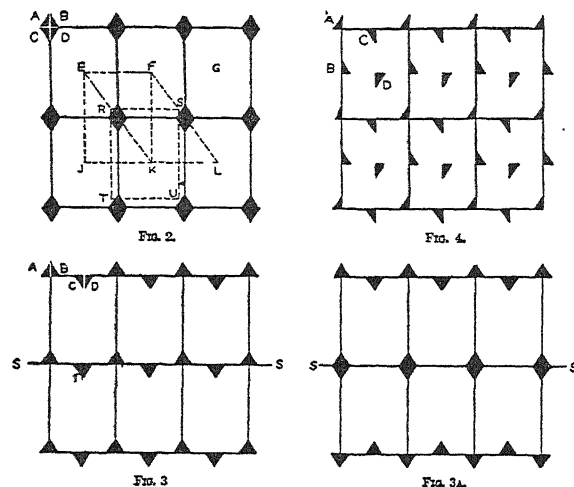 A B
C D
E F G
R S
J K L
T U
FIG. 2.
A
C
B
D
FIG. 4.
A B
C D
S S
FIG. 3
S S
FIG. 3A.